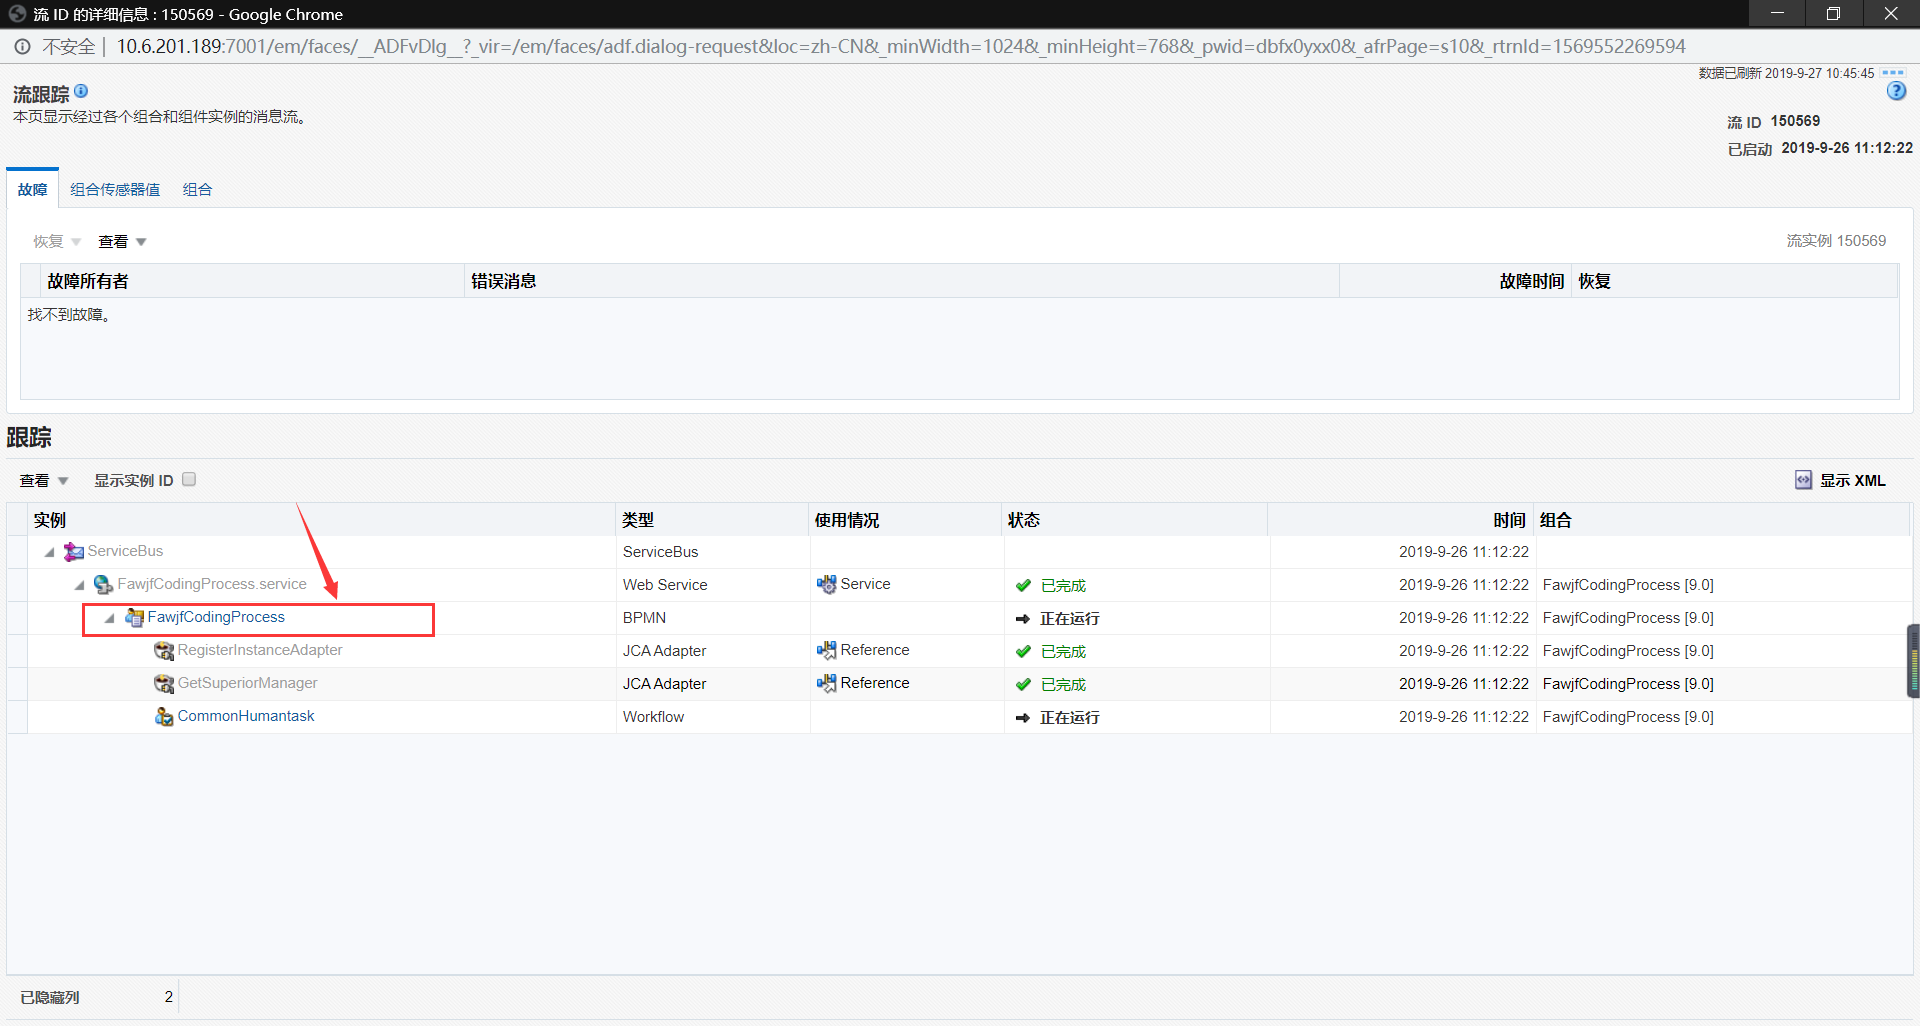 流 ID 的详细信息 : 150569 - Google Chrome
不安全 | 10.6.201.189:7001/em/faces/__ADFvDlg__?_vir=/em/faces/adf.dialog-request&loc=zh-CN&_minWidth=1024&_minHeight=768&_pwid=dbfx0yxx0&_afrPage=s10&_rtrnId=1569552269594
数据已刷新 2019-9-27 10:45:45
流跟踪
本页显示经过各个组合和组件实例的消息流。
流 ID 150569
已启动 2019-9-26 11:12:22
故障 组合传感器值 组合
恢复 查看 流实例 150569
故障所有者 错误消息 故障时间 恢复
找不到故障。
跟踪
查看 显示实例 ID 显示 XML
实例 类型 使用情况 状态 时间 组合
ServiceBus ServiceBus 2019-9-26 11:12:22
FawjfCodingProcess.service Web Service Service 已完成 2019-9-26 11:12:22 FawjfCodingProcess [9.0]
FawjfCodingProcess BPMN 正在运行 2019-9-26 11:12:22 FawjfCodingProcess [9.0]
RegisterInstanceAdapter JCA Adapter Reference 已完成 2019-9-26 11:12:22 FawjfCodingProcess [9.0]
GetSuperiorManager JCA Adapter Reference 已完成 2019-9-26 11:12:22 FawjfCodingProcess [9.0]
CommonHumantask Workflow 正在运行 2019-9-26 11:12:22 FawjfCodingProcess [9.0]
已隐藏列 2